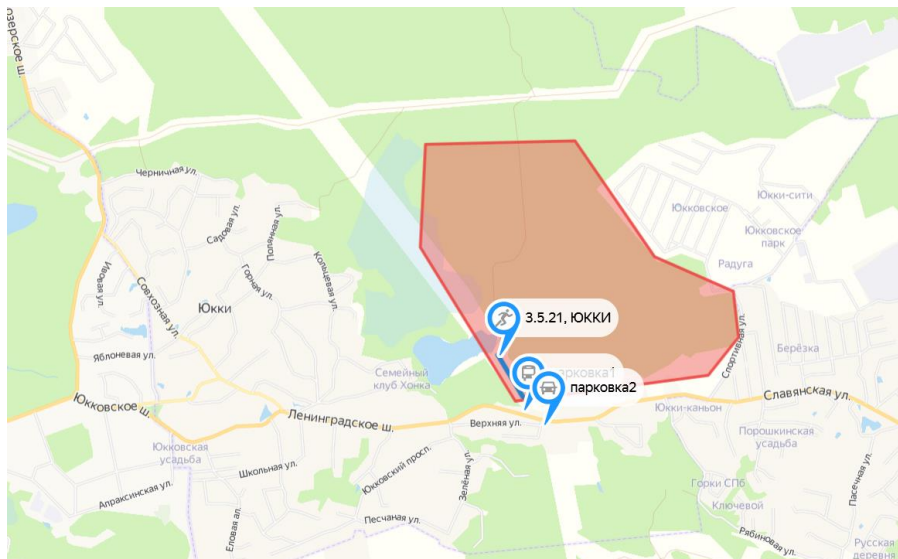 озерское ш.
Черничная ул.
Садовая ул.
Полянная ул.
Кольцевая ул.
Горная ул.
Ивовая ул.
Совхозная ул.
Юкки
Яблоневая ул.
Юкковское ш.
Юкковская
усадьба
Апраксинская ул.
Еловая ал.
Школьная ул.
Ленинградское ш.
Семейный
клуб Хонка
Верхняя ул.
Юкковский просп.
Зелёная ул.
Песчаная ул.
3.5.21, ЮККИ
парковка1
парковка2
Юкковское
Юкки-сити
Юкковское
парк
Радуга
Спортивная ул.
Берёзка
Славянская ул.
Юкки-каньон
Порошкинская
усадьба
Пасечная ул.
Горки СПб
Ключевой
Рябиновая ул.
Русская
деревня